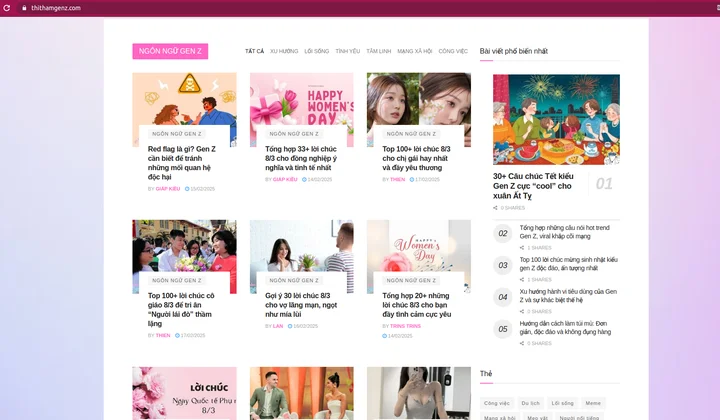 thithamgenz.com
NGÔN NGỮ GEN Z
TẤT CẢ XU HƯỚNG LỐI SỐNG TÌNH YÊU TÂM LINH MẠNG XÃ HỘI CÔNG VIỆC
NGÔN NGỮ GEN Z
Red flag là gì? Gen Z
cần biết để tránh
những mối quan hệ
độc hại
BY GIÁP KIỀU 10/02/2025
HAPPY
WOMEN'S
DAY
NGÔN NGỮ GEN Z
Tổng hợp 33+ lời chúc
8/3 cho đồng nghiệp ý
nghĩa và tinh tế nhất
BY GIÁP KIỀU 14/02/2025
NGÔN NGỮ GEN Z
Top 100+ lời chúc 8/3
cho chị gái hay nhất
và đầy yêu thương
BY THIEN 17/02/2025
NGÔN NGỮ GEN Z
Top 100+ lời chúc cô
giáo 8/3 để tri ân
“Người lái đò” thầm
lặng
BY THIEN 17/02/2025
NGÔN NGỮ GEN Z
Gợi ý 30 lời chúc 8/3
cho vợ lãng mạn, ngọt
như mía lùi
BY LAN 16/02/2025
HAPPY
Women's
Day
NGÔN NGỮ GEN Z
Tổng hợp 20+ những
lời chúc 8/3 cho bạn
đầy tình cảm cực yêu
BY TRINS TRINS
14/02/2025
LỜI CHÚC
Ngày Quốc tế Phụ n
8/3
Bài viết phổ biến nhất
30+ Câu chúc Tết kiểu
Gen Z cực “cool” cho
xuân Ất Tỵ
01
0 SHARES
02
Tổng hợp những câu nói hot trend
Gen Z, viral khắp cõi mạng
1 SHARES
03
Top 100 lời chúc mừng sinh nhật kiểu
gen Z độc đáo, ấn tượng nhất
1 SHARES
04
Xu hướng hành vi tiêu dùng của Gen
Z và sự khác biệt thế hệ
0 SHARES
05
Hướng dẫn cách làm túi mù: Đơn
giản, độc đáo và không đụng hàng
0 SHARES
Thẻ
Công việc Du lịch Lối sống Meme
Mạng xã hội Mẹo vặt Người nổi tiếng